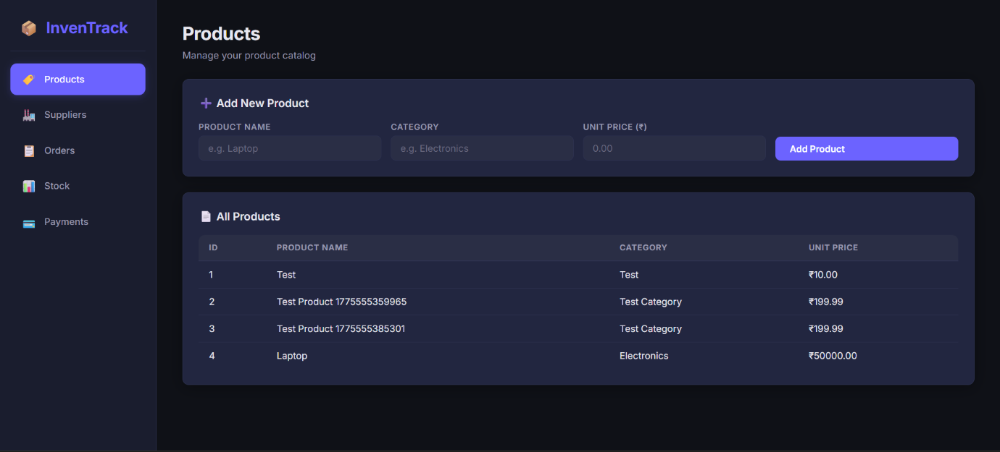 InvenTrack
Products
Suppliers
Orders
Stock
Payments
Products
Manage your product catalog
Add New Product
PRODUCT NAME CATEGORY UNIT PRICE (₹)
e.g. Laptop e.g. Electronics 0.00 Add Product
All Products
ID PRODUCT NAME CATEGORY UNIT PRICE
1 Test Test ₹10.00
2 Test Product 1775555359965 Test Category ₹199.99
3 Test Product 1775555385301 Test Category ₹199.99
4 Laptop Electronics ₹50000.00